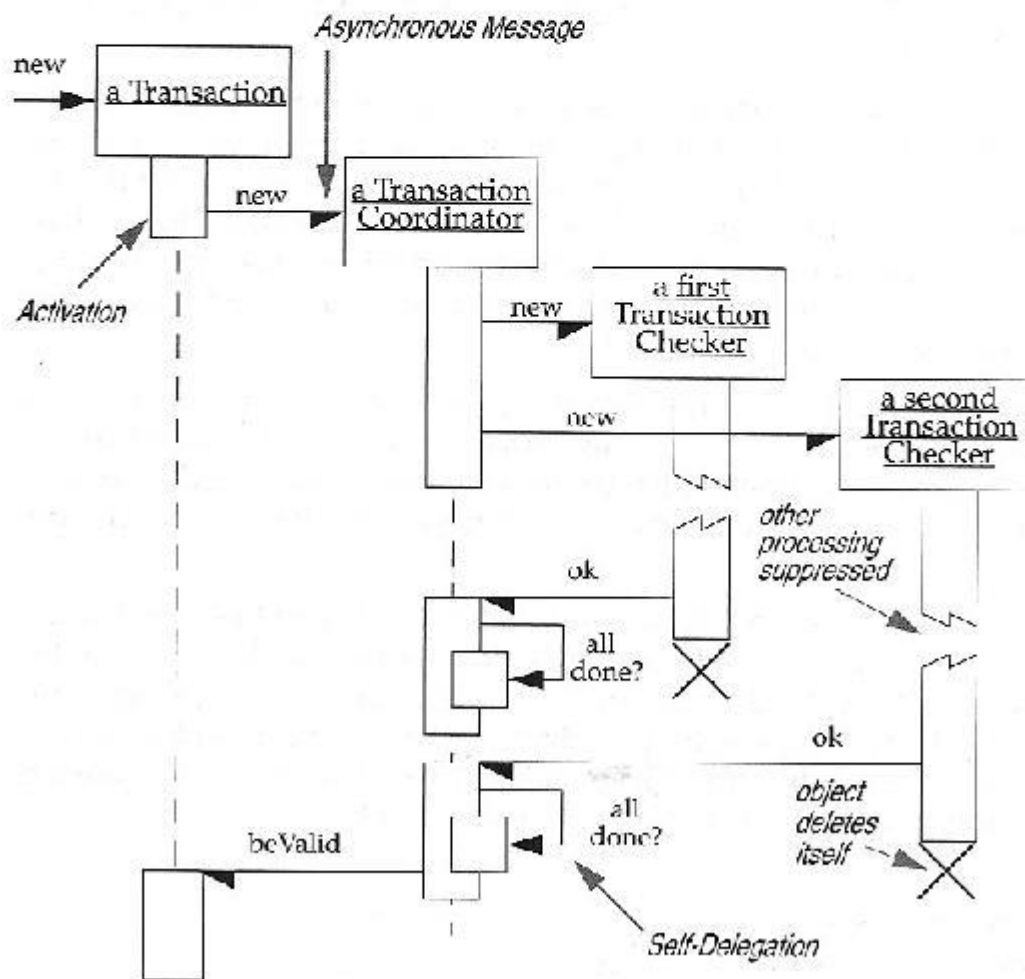 Asynchronous Message
new
a Transaction
new
a Transaction
Coordinator
Activation
new
a first
Transaction
Checker
new
a second
Transaction
Checker
other
processing
suppressed
ok
all
done?
ok
object
deletes
itself
all
done?
beValid
Self-Delegation